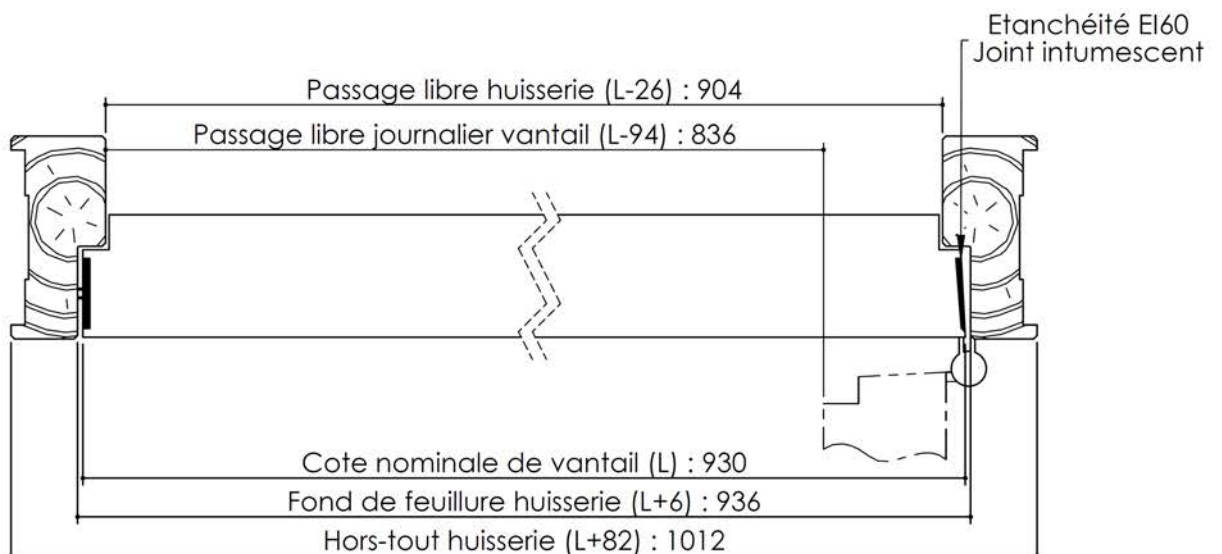 Etanchéité EI60
Joint intumescent
Passage libre huisserie (L-26) : 904
Passage libre journalier vantail (L-94) : 836
Cote nominale de vantail (L) : 930
Fond de feuillure huisserie (L+6) : 936
Hors-tout huisserie (L+82) : 1012